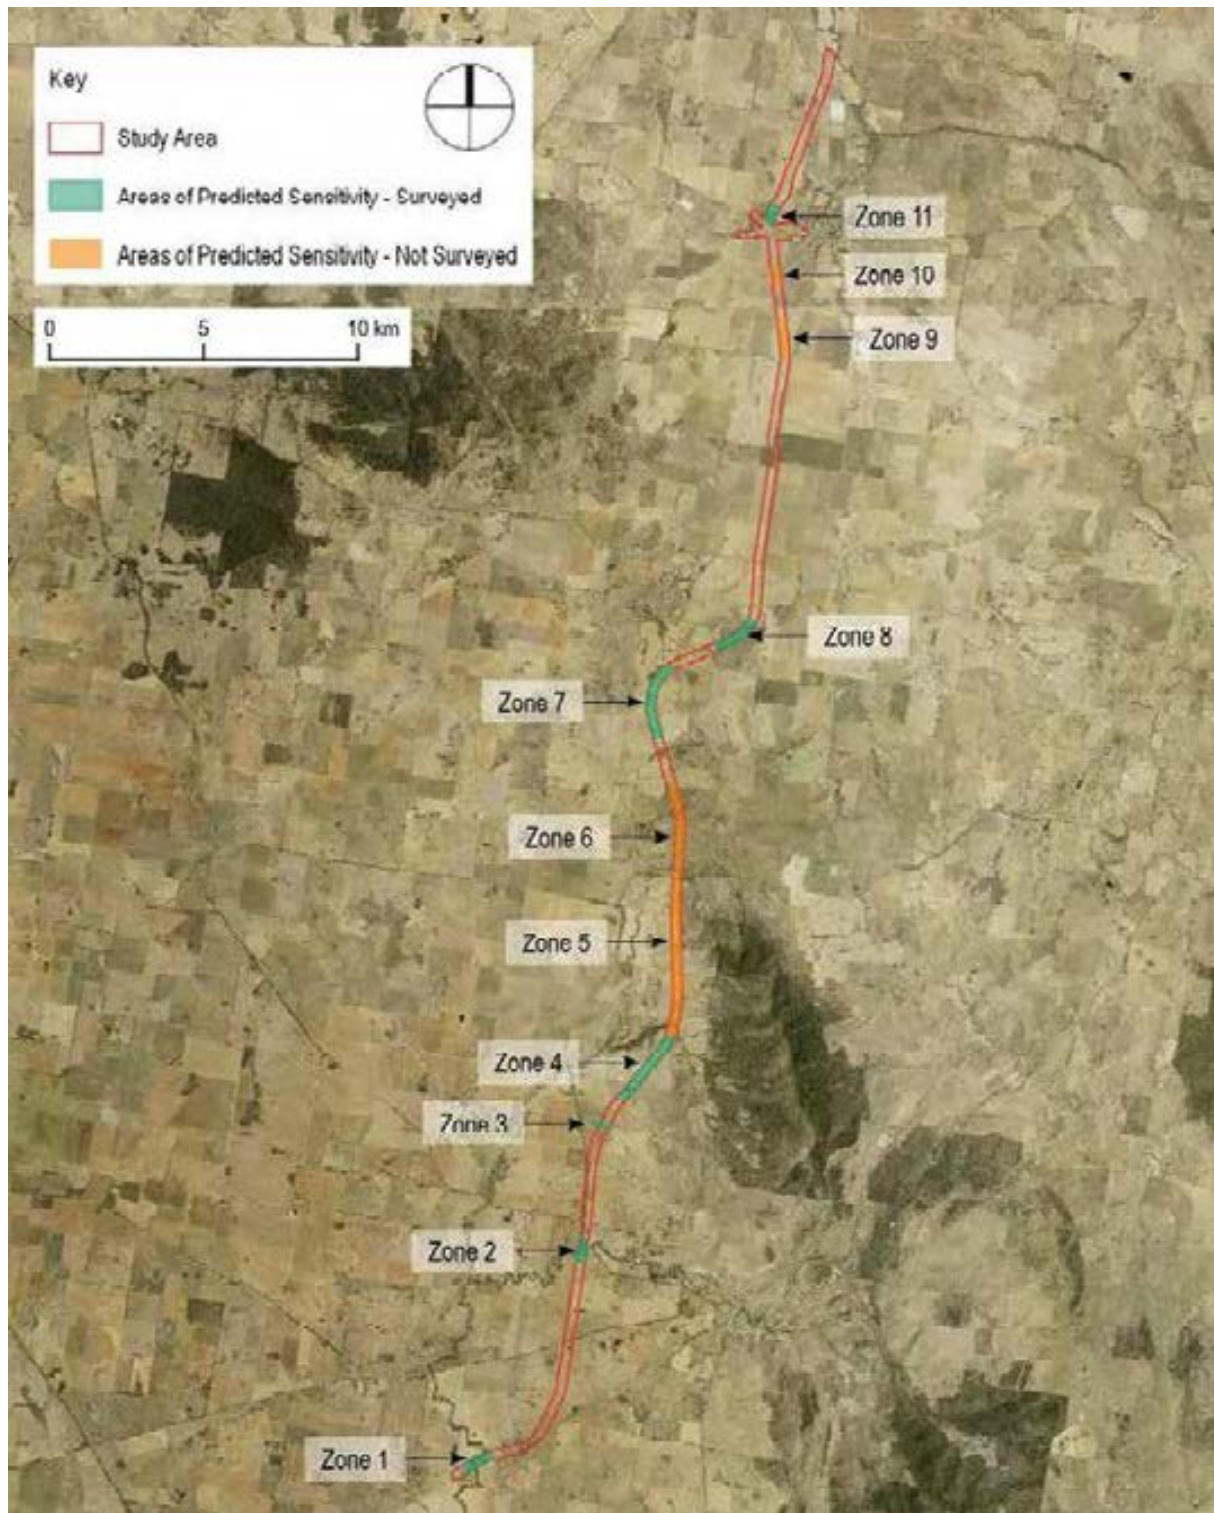 Key
Study Area
Areas of Predicted Sensitivity - Surveyed
Areas of Predicted Sensitivity - Not Surveyed
0 5 10 km
Zone 11
Zone 10
Zone 9
Zone 8
Zone 7
Zone 6
Zone 5
Zone 4
Zone 3
Zone 2
Zone 1